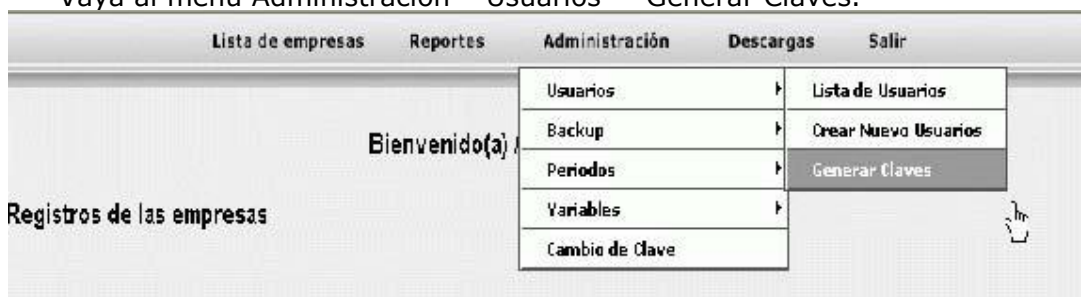 Vaya al menú Administración – Usuarios – Generar Claves.
Lista de empresas Reportes Administración Descargas Salir
Usuarios Lista de Usuarios
Bienvenido(a) Backup Crear Nuevo Usuarios
Periodos Generar Claves
Registros de las empresas Variables
Cambio de Clave